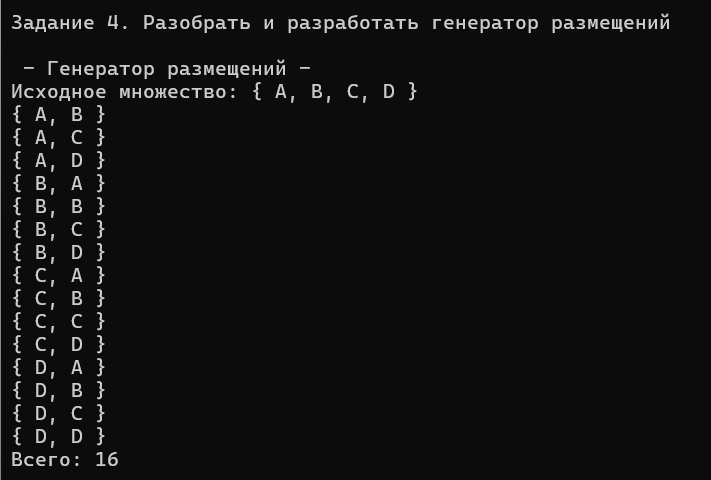 Задание 4. Разобрать и разработать генератор размещений
- Генератор размещений -
Исходное множество: { A, B, C, D }
{ A, B }
{ A, C }
{ A, D }
{ B, A }
{ B, B }
{ B, C }
{ B, D }
{ C, A }
{ C, B }
{ C, C }
{ C, D }
{ D, A }
{ D, B }
{ D, C }
{ D, D }
Всего: 16